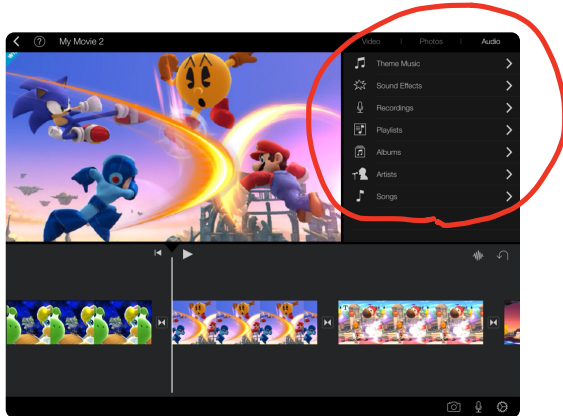 My Movie 2
Video | Photos | Audio
Theme Music
Sound Effects
Recordings
Playlists
Albums
Artists
Songs
T